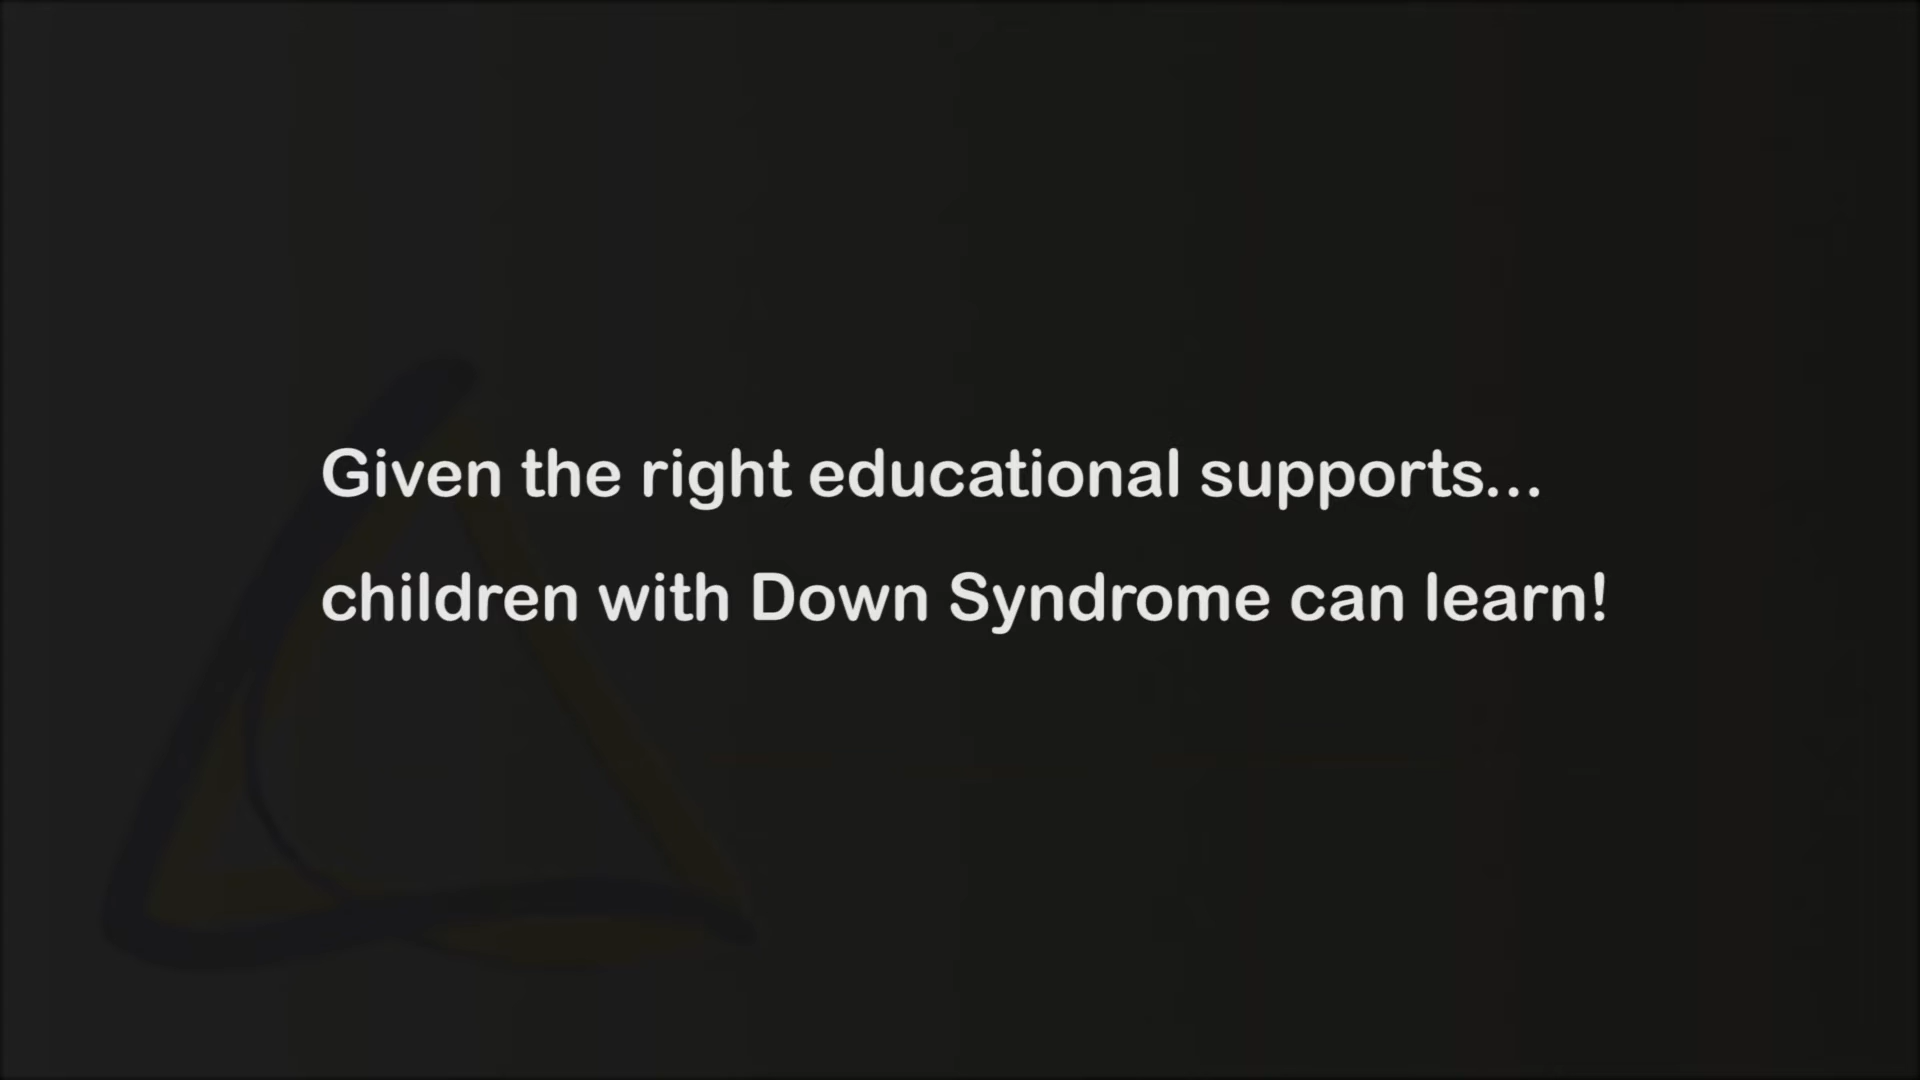 Given the right educational supports...
children with Down Syndrome can learn!